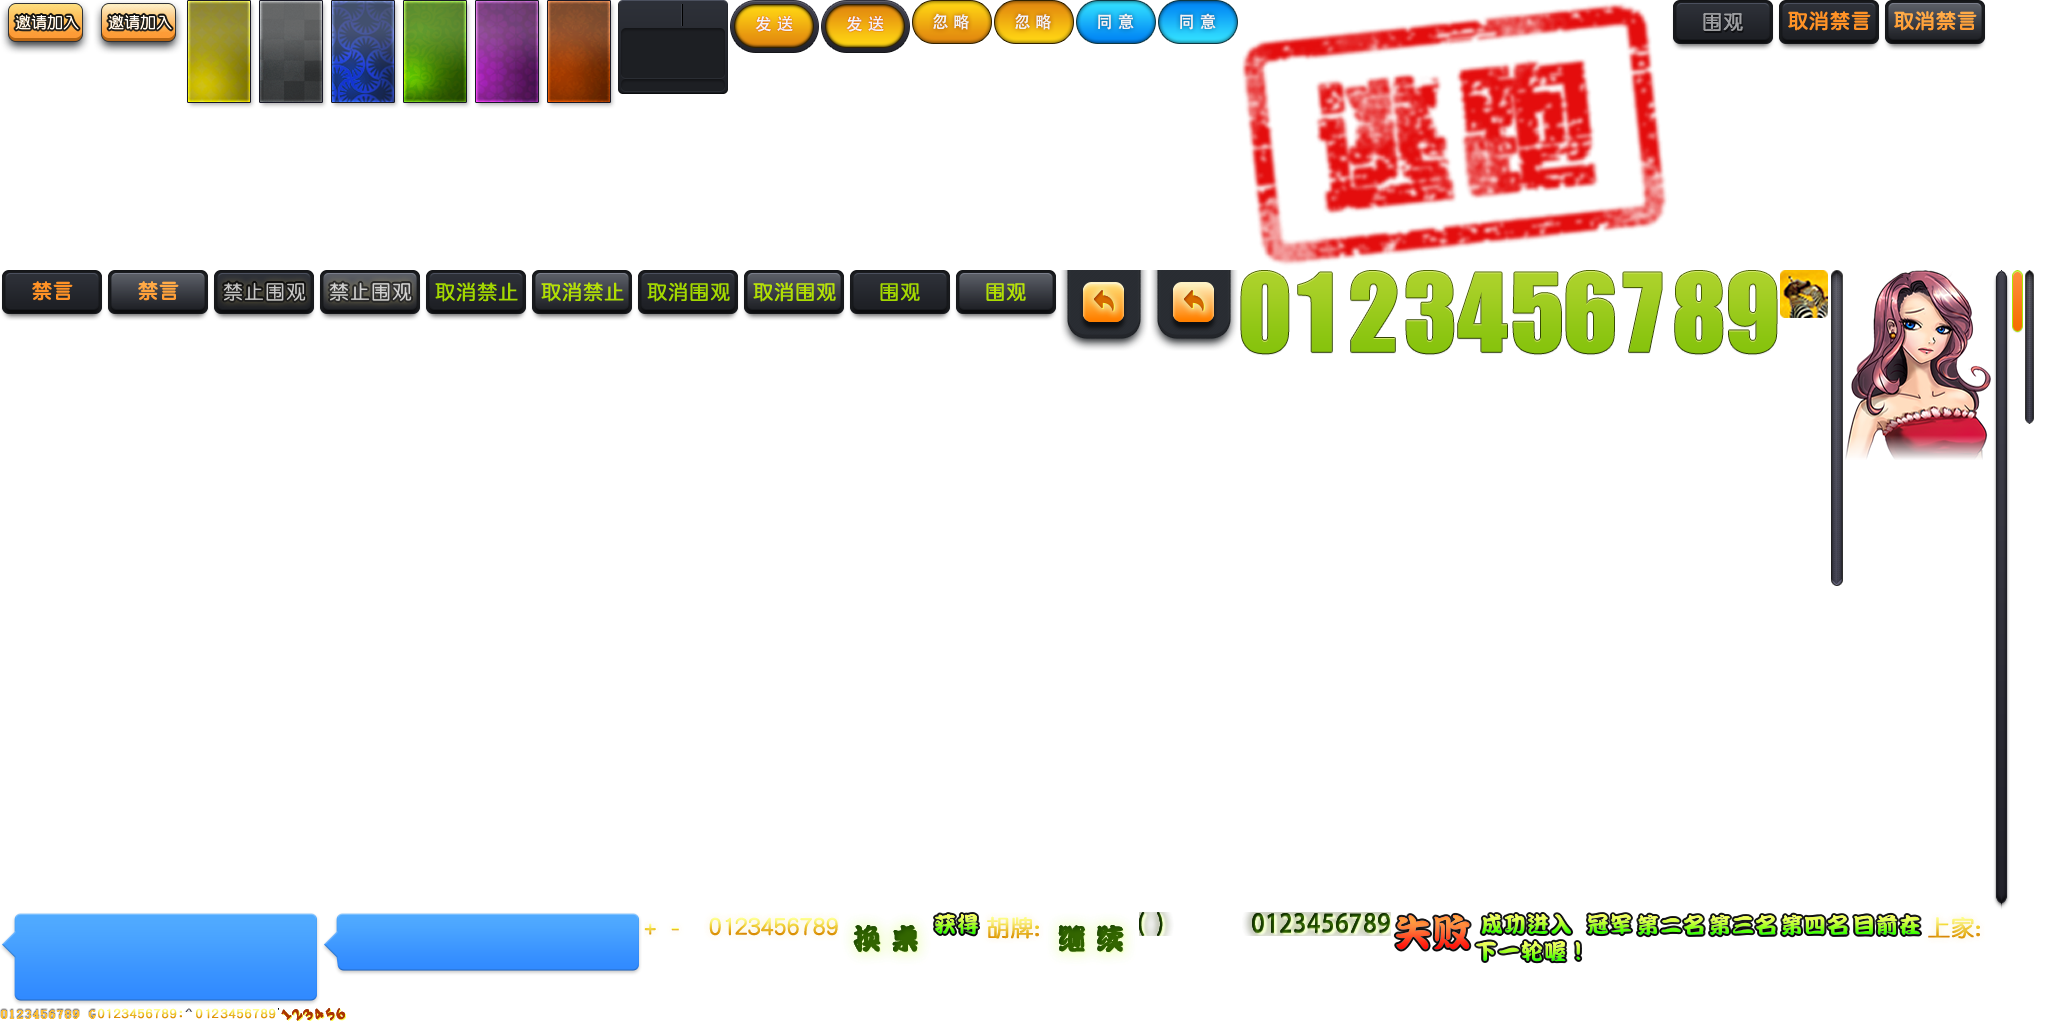 邀请加入
邀请加入
发送
发送
忽略
忽略
同意
同意
逃跑
围观
取消禁言
取消禁言
禁言
禁言
禁止围观
禁止围观
取消禁止
取消禁止
取消围观
取消围观
围观
围观
0123456789
+ -
0123456789
换桌
获得
胡牌:
继续
( )
0123456789
失败
成功进入
下一轮喔!
冠军
第二名
第三名
第四名
目前在
上家:
0123456789
G0123456789:^
0123456789'
123456